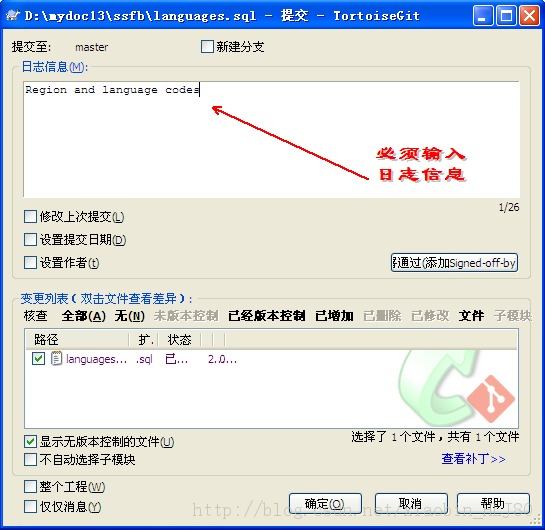 D:\mydoc13\ssfb\languages.sql - 提交 - TortoiseGit
提交至: master 新建分支
日志信息(M):
Region and language codes
必须输入
日志信息
1/26
修改上次提交(L)
设置提交日期(D)
设置作者(t)
通过(添加Signed-off-by
变更列表(双击文件查看差异):
核查 全部(A) 无(N) 未版本控制 已经版本控制 已增加 已删除 已修改 文件 子模块
路径 扩. 状态
languages... .sql 已... 2..0...
显示无版本控制的文件(U)
选择了 1个文件,共有 1个文件
不自动选择子模块
查看补丁>>
整个工程(W)
仅仅消息(Y)
确定(O) 取消 帮助